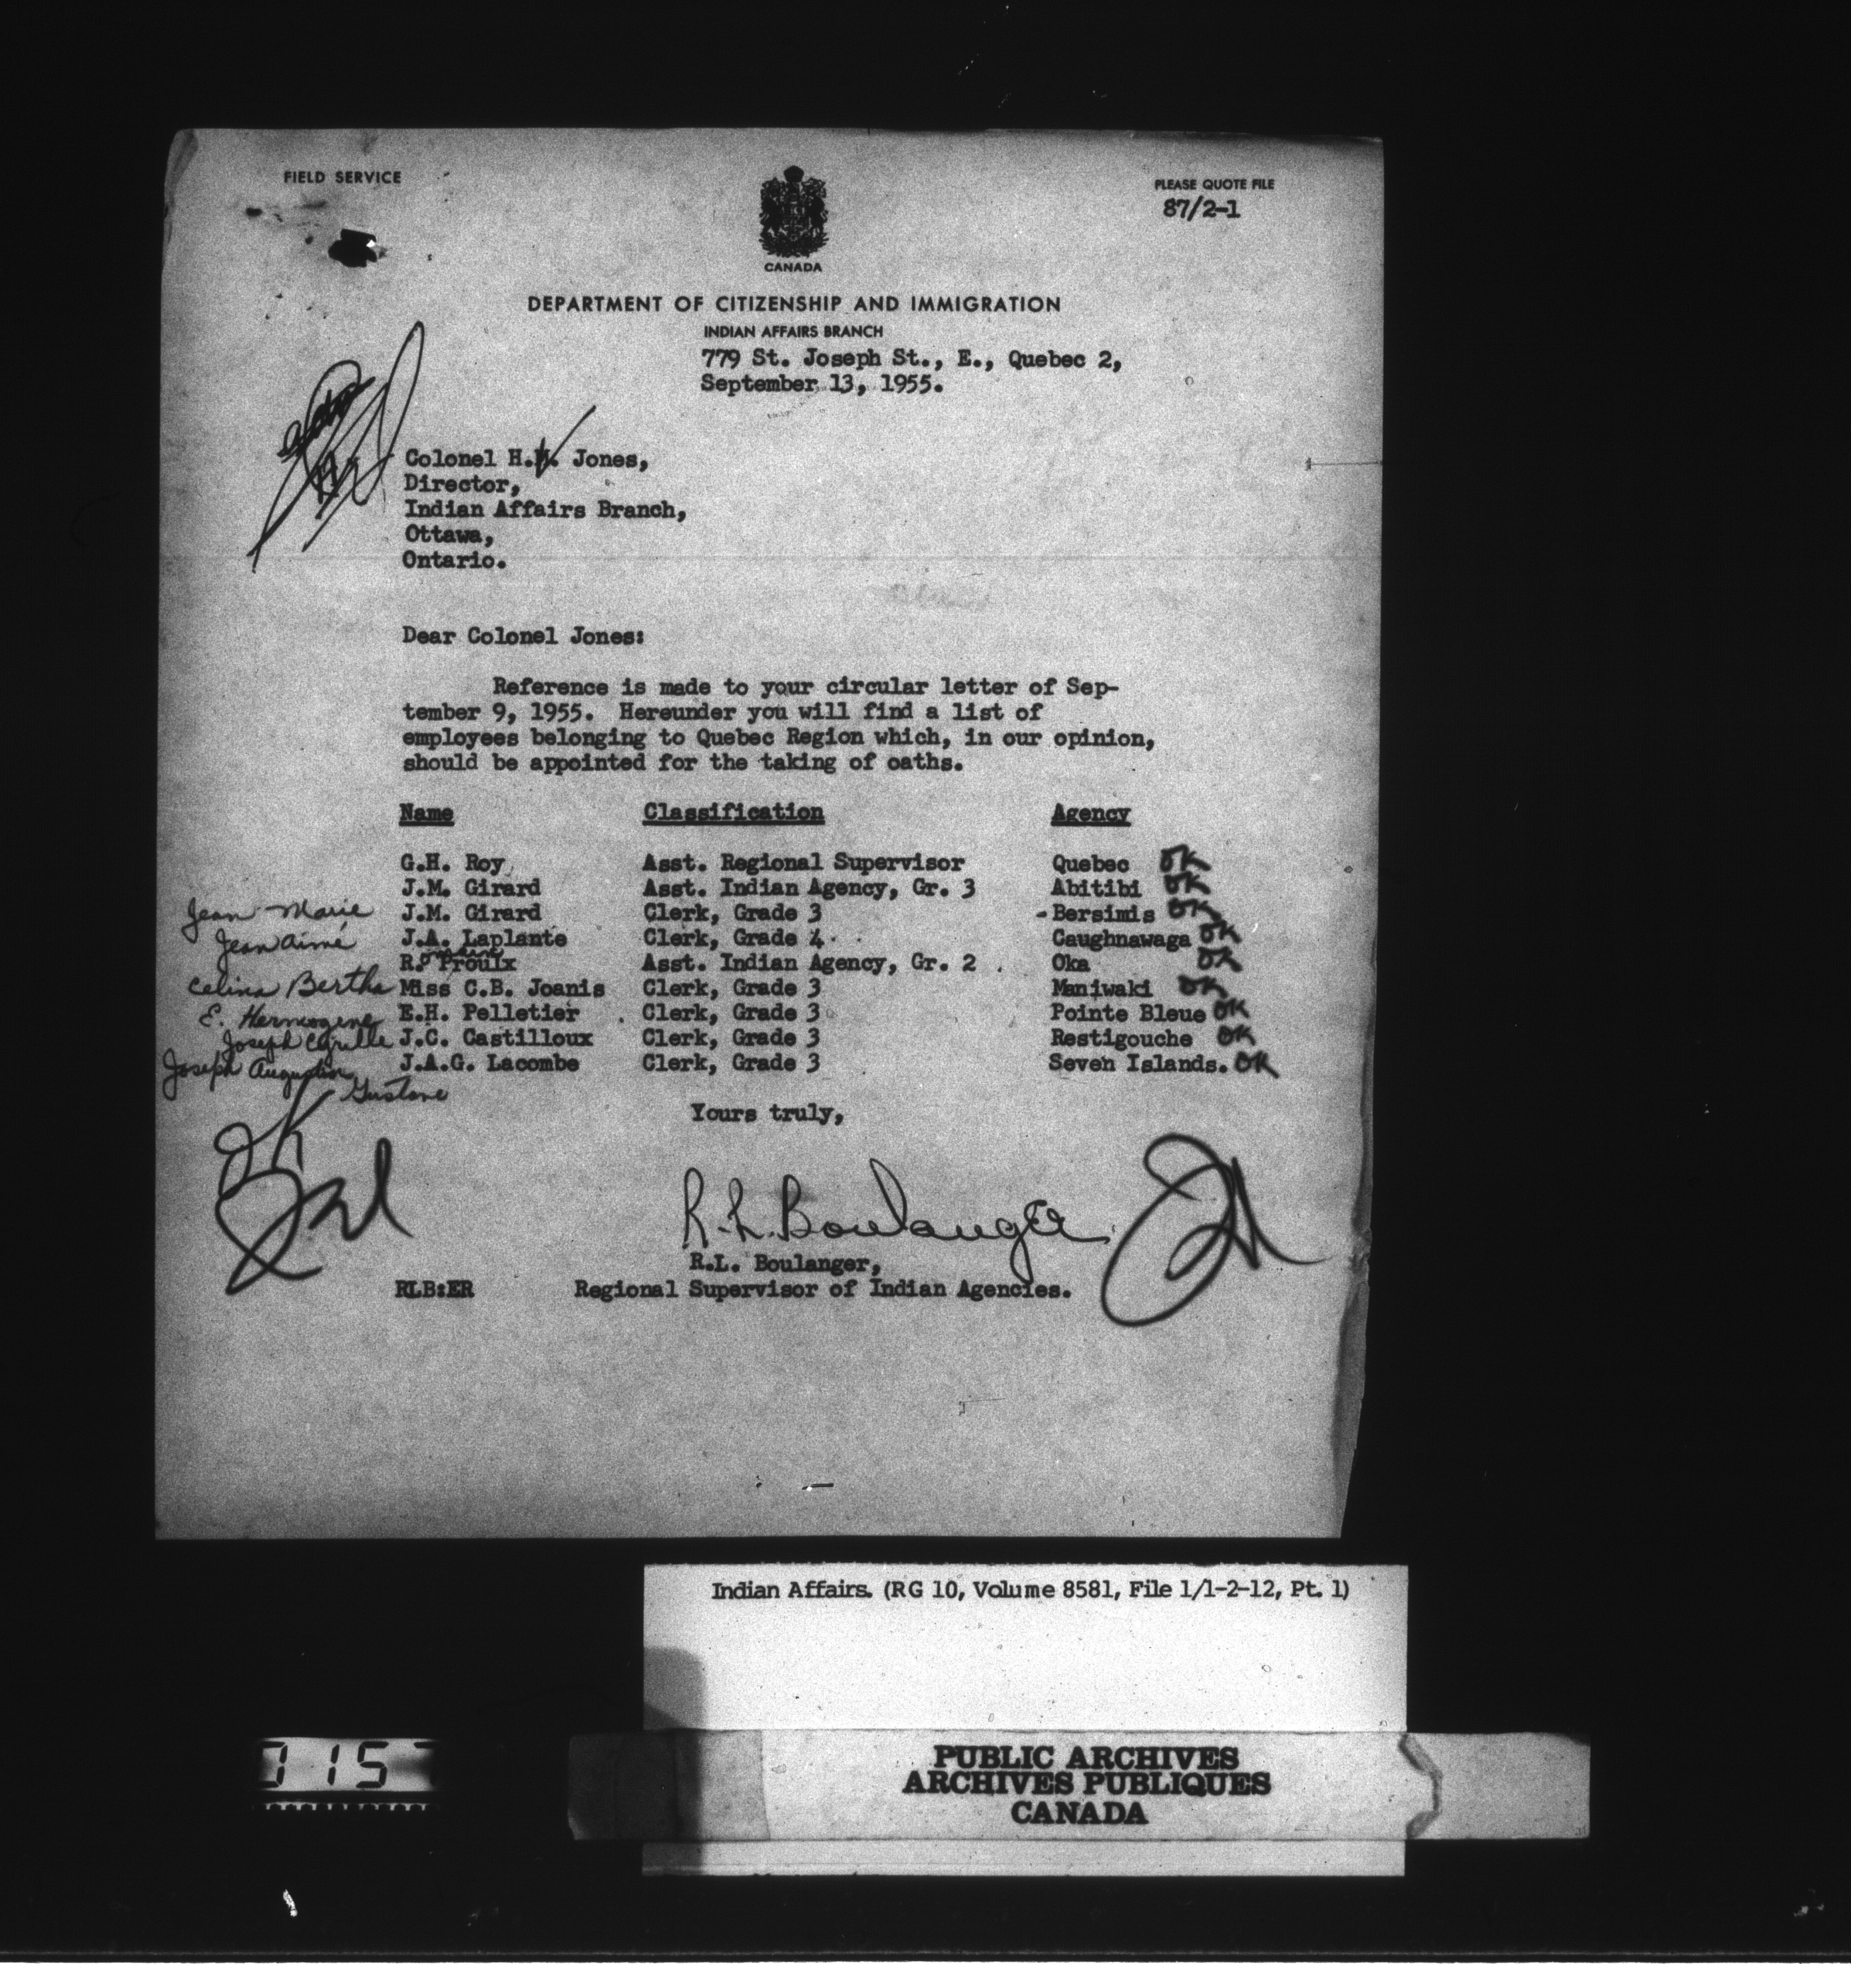 FIELD SERVICE
PLEASE QUOTE FILE
87/2-1
CANADA
DEPARTMENT OF CITIZENSHIP AND IMMIGRATION
INDIAN AFFAIRS BRANCH
779 St. Joseph St., E., Quebec 2,
September 13, 1955.
Colonel H.M. Jones,
Director,
Indian Affairs Branch,
Ottawa,
Ontario.
Dear Colonel Jones:
Reference is made to your circular letter of Sep-
tember 9, 1955. Hereunder you will find a list of
employees belonging to Quebec Region which, in our opinion,
should be appointed for the taking of oaths.
Name Classification Agency
G.H. Roy Asst. Regional Supervisor Quebec OK
J.M. Girard Asst. Indian Agency, Gr. 3 Abitibi OK
Jean Marie J.M. Girard Clerk, Grade 3 - Bersimis OK
Jean Aimé J.A. Laplante Clerk, Grade 4 Caughnawaga OK
R. Proulx Asst. Indian Agency, Gr. 2 Oka OK
Celina Bertha Miss C.B. Joanis Clerk, Grade 3 Maniwaki OK
E. Hermogene E.H. Pelletier Clerk, Grade 3 Pointe Bleue OK
Joseph Cyrille J.C. Castilloux Clerk, Grade 3 Restigouche OK
Joseph Augustin J.A.G. Lacombe Clerk, Grade 3 Seven Islands. OK
Gustave
Yours truly,
OK
R.L. Boulanger
R.L. Boulanger,
RLB:ER Regional Supervisor of Indian Agencies.
Indian Affairs. (RG 10, Volume 8581, File 1/1-2-12, Pt. 1)
715
PUBLIC ARCHIVES
ARCHIVES PUBLIQUES
CANADA